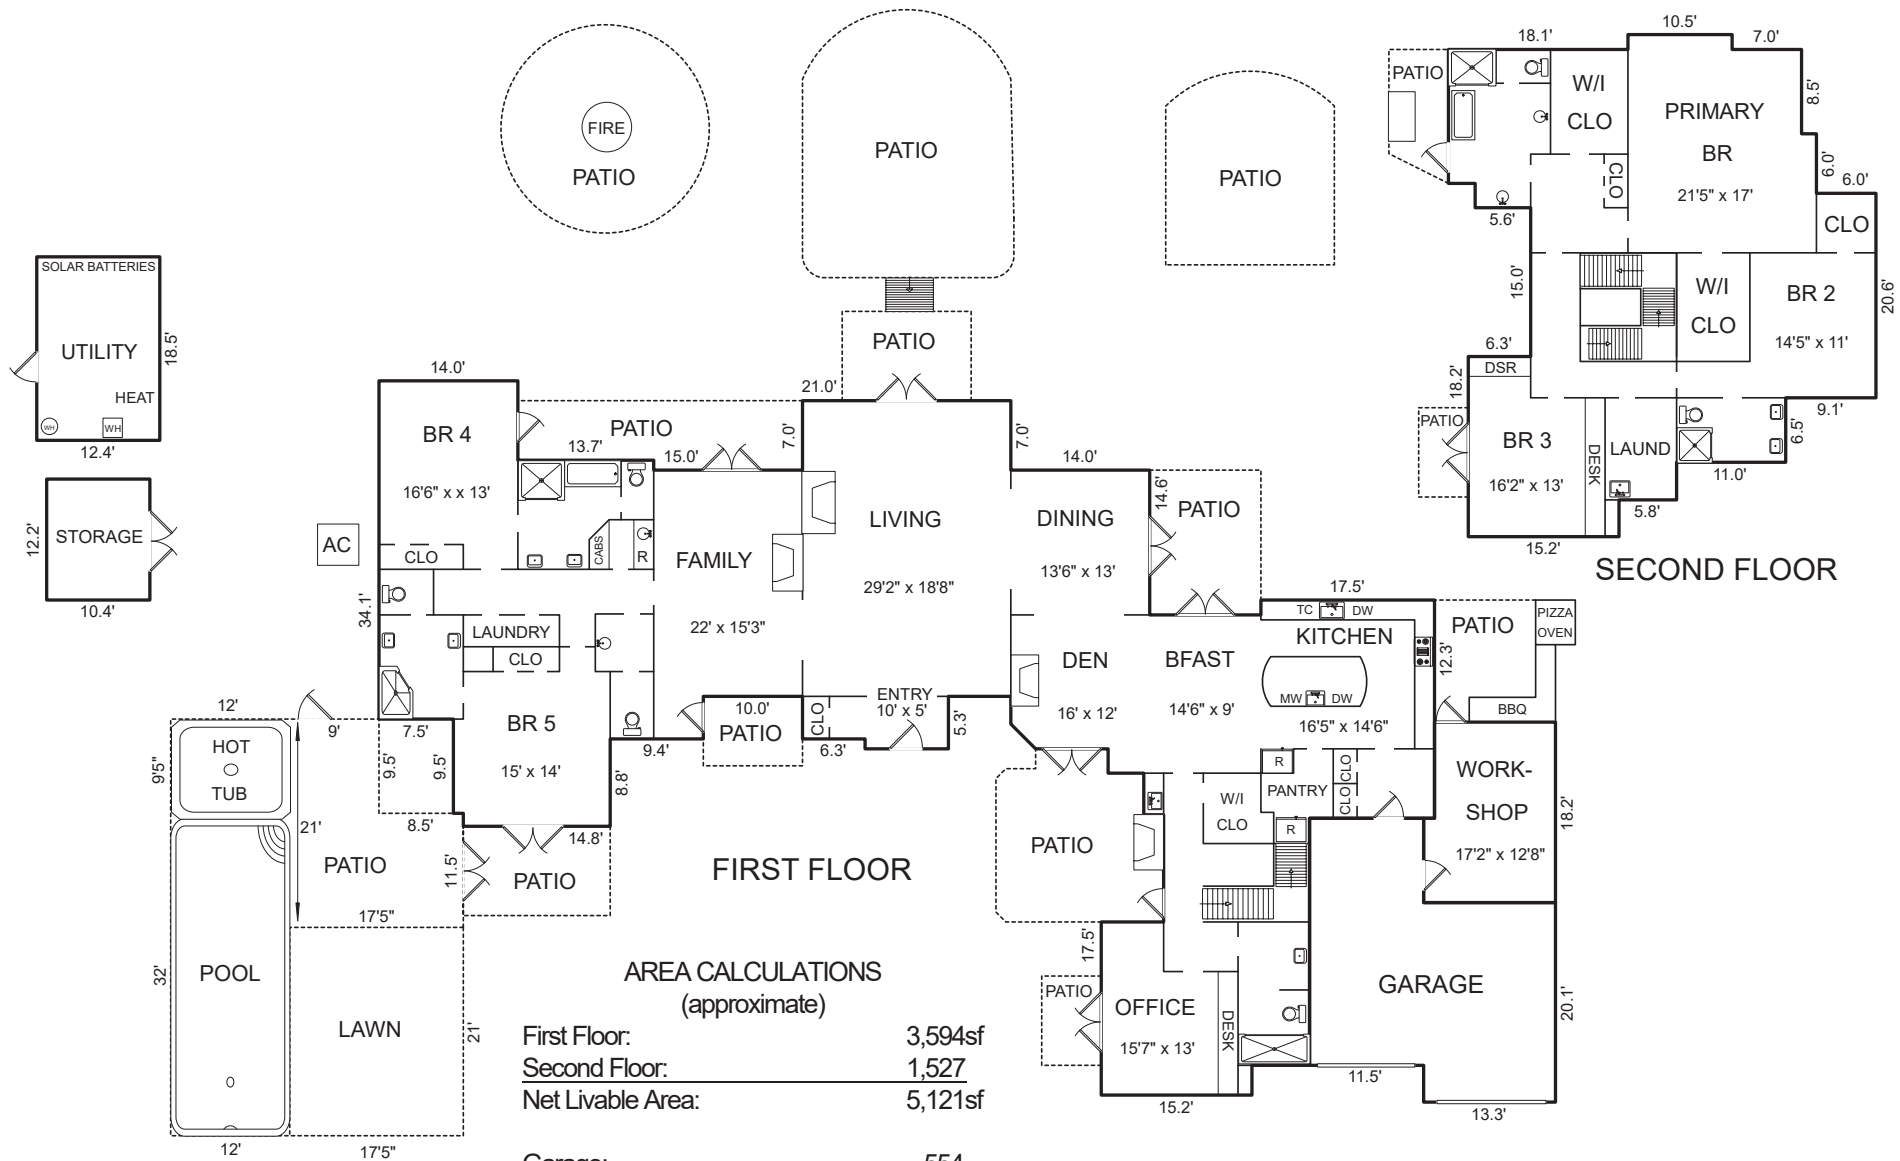 FIRE
PATIO
PATIO
PATIO
PATIO
21.0'
7.0'
7.0'
SOLAR BATTERIES
UTILITY
18.5'
HEAT
WH
WH
12.4'
STORAGE
12.2'
10.4'
AC
14.0'
BR 4
16'6" x x 13'
CLO
PATIO
13.7'
15.0'
CABS
R
34.1'
LAUNDRY
CLO
FAMILY
22' x 15'3"
LIVING
29'2" x 18'8"
14.0'
DINING
13'6" x 13'
14.6'
PATIO
DEN
16' x 12'
BFAST
14'6" x 9'
17.5'
TC
DW
KITCHEN
MW
DW
16'5" x 14'6"
12.3'
PATIO
PIZZA
OVEN
BBQ
ENTRY
10' x 5'
CLO
6.3'
5.3'
10.0'
PATIO
9.4'
BR 5
15' x 14'
7.5'
9.5'
9.5'
8.5'
8.8'
14.8'
11.5'
PATIO
12'
9'
9'5"
HOT
TUB
21'
PATIO
17'5"
POOL
32'
LAWN
21'
12'
17'5"
FIRST FLOOR
PATIO
R
PANTRY
CLO
CLO
W/I
CLO
R
WORK-
SHOP
17'2" x 12'8"
18.2'
GARAGE
20.1'
11.5'
13.3'
17.5'
PATIO
OFFICE
15'7" x 13'
DESK
15.2'
AREA CALCULATIONS
(approximate)
First Floor: 3,594sf
Second Floor: 1,527
Net Livable Area: 5,121sf
Garage: 554
18.1'
10.5'
7.0'
PATIO
W/I
CLO
PRIMARY
BR
21'5" x 17'
8.5'
6.0'
6.0'
CLO
CLO
5.6'
15.0'
W/I
CLO
BR 2
14'5" x 11'
20.6'
6.3'
DSR
18.2'
PATIO
BR 3
16'2" x 13'
DESK
LAUND
9.1'
6.5'
11.0'
5.8'
15.2'
SECOND FLOOR